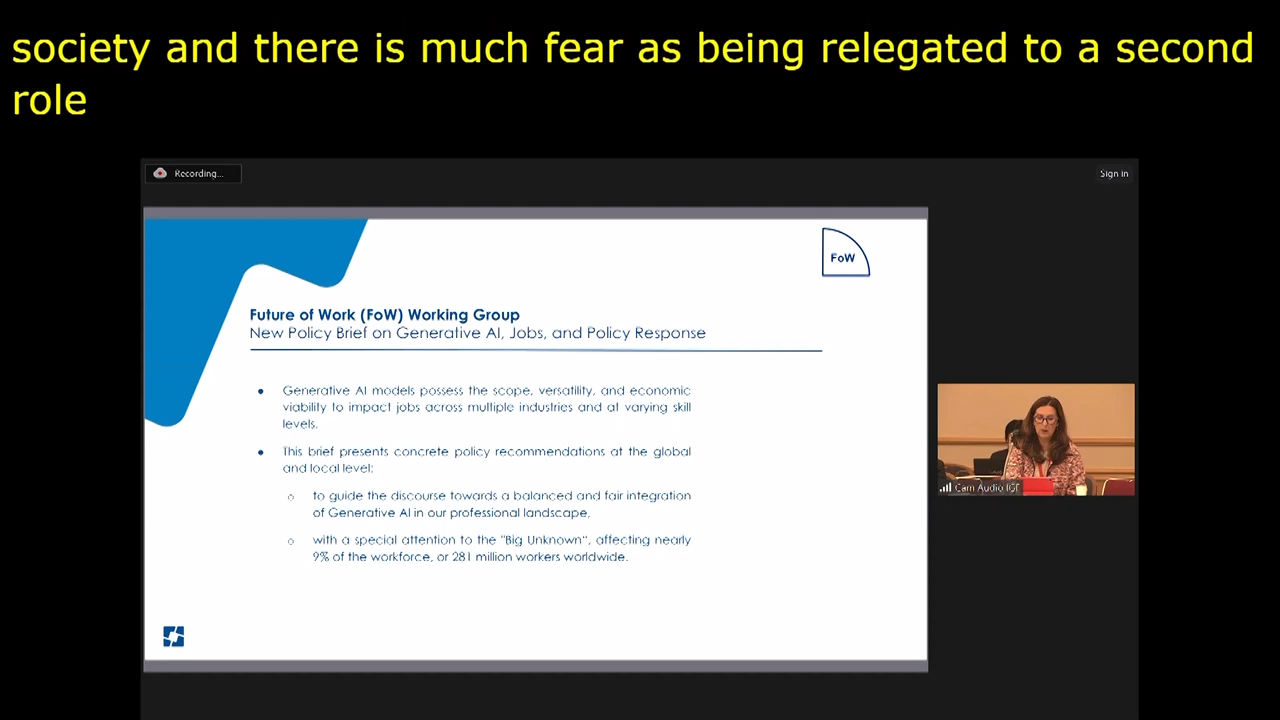 society and there is much fear as being relegated to a second
role
Recording...
Sign in
FoW
Future of Work (FoW) Working Group
New Policy Brief on Generative AI, Jobs, and Policy Response
● Generative AI models possess the scope, versatility, and economic
viability to impact jobs across multiple industries and at varying skill
levels.
● This brief presents concrete policy recommendations at the global
and local level:
○ to guide the discourse towards a balanced and fair integration
of Generative AI in our professional landscape,
○ with a special attention to the "Big Unknown", affecting nearly
9% of the workforce, or 281 million workers worldwide.
Cam Audio IGF